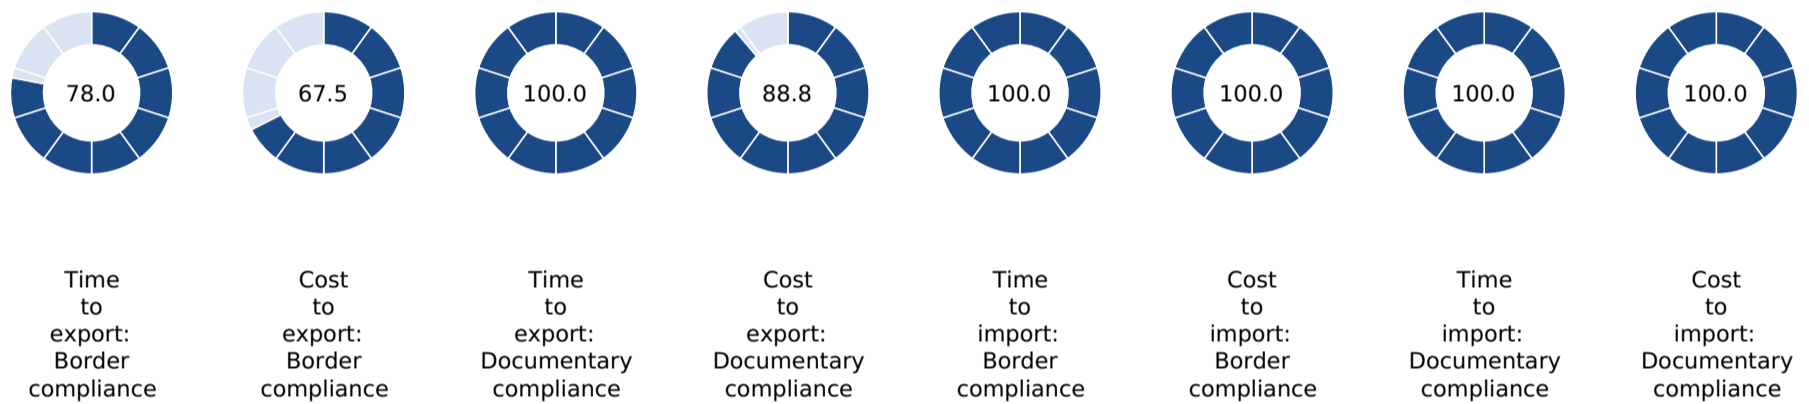 78.0
67.5
100.0
88.8
100.0
100.0
100.0
100.0
Time
to
export:
Border
compliance
Cost
to
export:
Border
compliance
Time
to
export:
Documentary
compliance
Cost
to
export:
Documentary
compliance
Time
to
import:
Border
compliance
Cost
to
import:
Border
compliance
Time
to
import:
Documentary
compliance
Cost
to
import:
Documentary
compliance